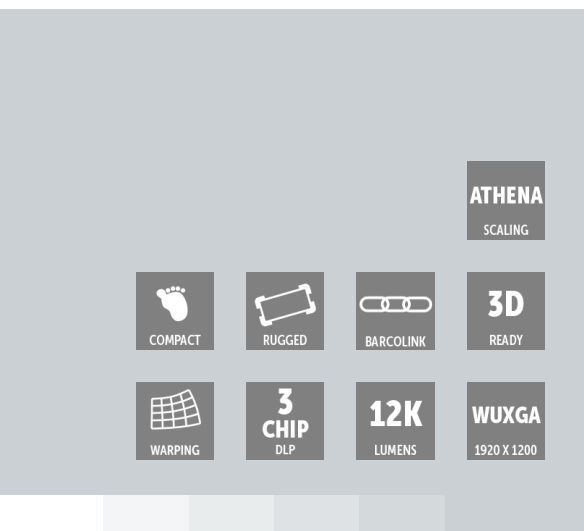 ATHENA
SCALING
COMPACT
RUGGED
BARCOLINK
3D
READY
WARPING
3
CHIP
DLP
12K
LUMENS
WUXGA
1920 X 1200